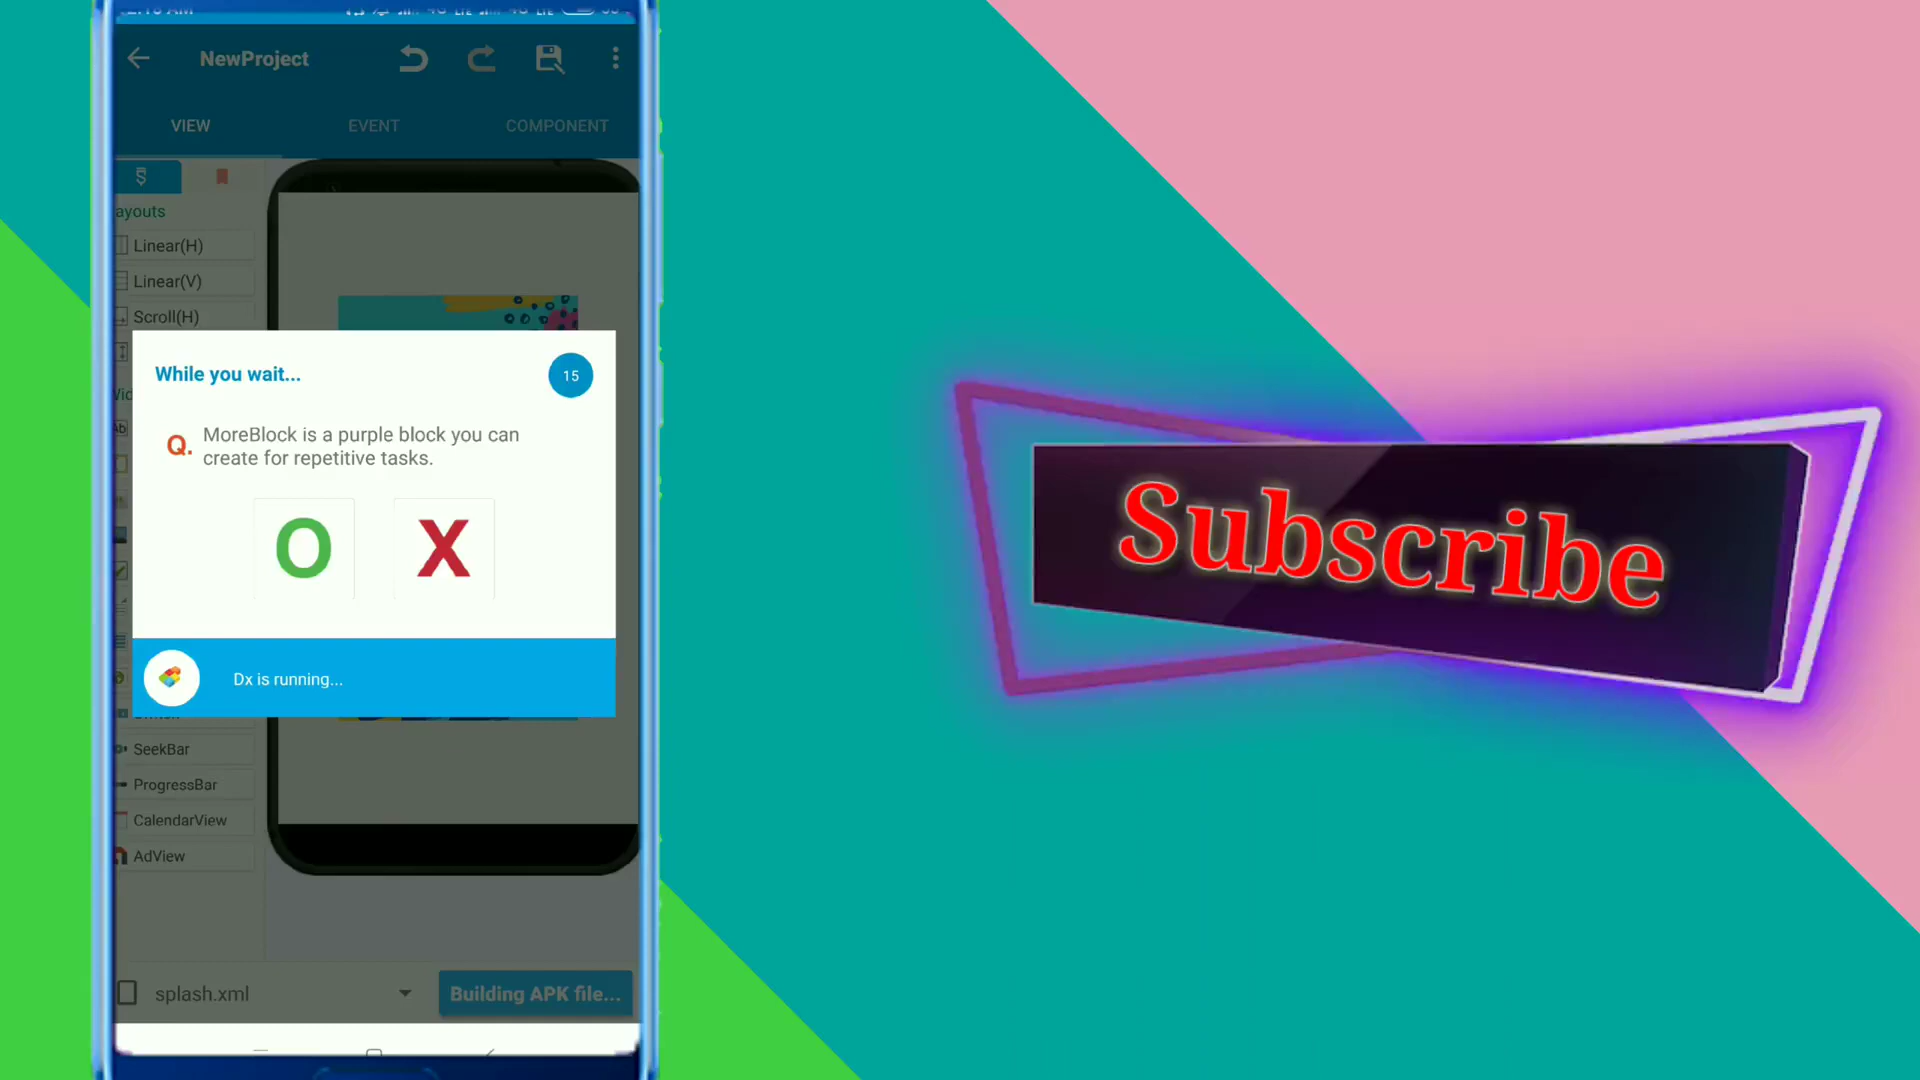 NewProject
VIEW
EVENT
COMPONENT
ayouts
Linear(H)
Linear(V)
Scroll(H)
While you wait...
15
Q. MoreBlock is a purple block you can
create for repetitive tasks.
O
X
Dx is running...
SeekBar
ProgressBar
CalendarView
AdView
splash.xml
Building APK file...
Subscribe